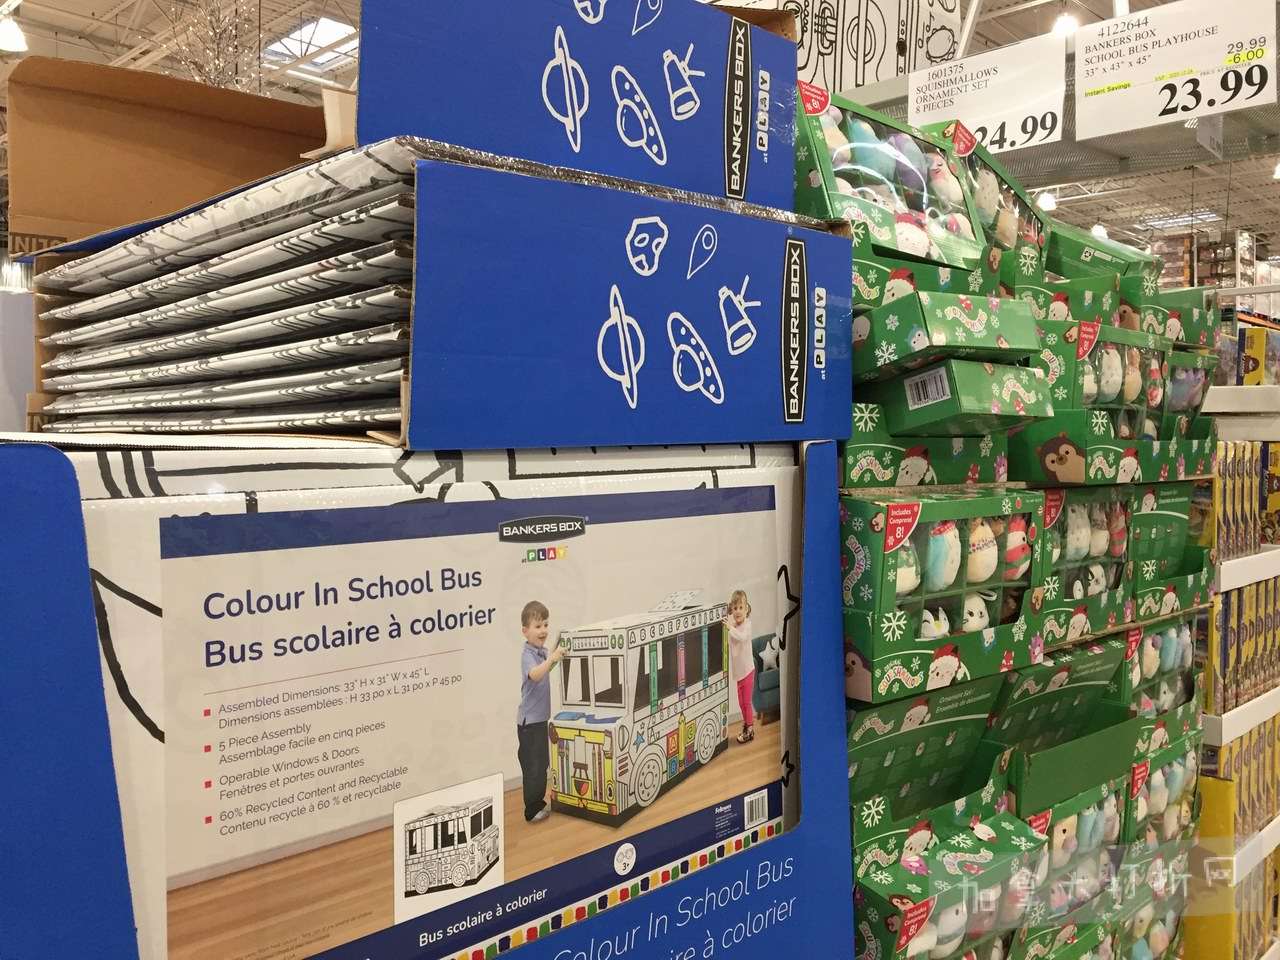 4122644
BANKERS BOX
SCHOOL BUS PLAYHOUSE
33" x 43" x 45"
29.99
-6.00
Instant Savings
23.99
1601375
SQUISHMALLOWS
ORNAMENT SET
8 PIECES
24.99
BANKERS BOX
at PLAY
BANKERS BOX
at PLAY
BANKERS BOX
at PLAY
Colour In School Bus
Bus scolaire à colorier
Assembled Dimensions: 33" H x 31" W x 45" L
Dimensions assemblées : H 33 po x L 31 po x P 45 po
5 Piece Assembly
Assemblage facile en cinq pièces
Operable Windows & Doors
Fenêtres et portes ouvrantes
60% Recycled Content and Recyclable
Contenu recyclé à 60 % et recyclable
Fellowes
3+
Bus scolaire à colorier
Colour In School Bus
re à colorier
Includes
Comprend
8!
加拿大打折网